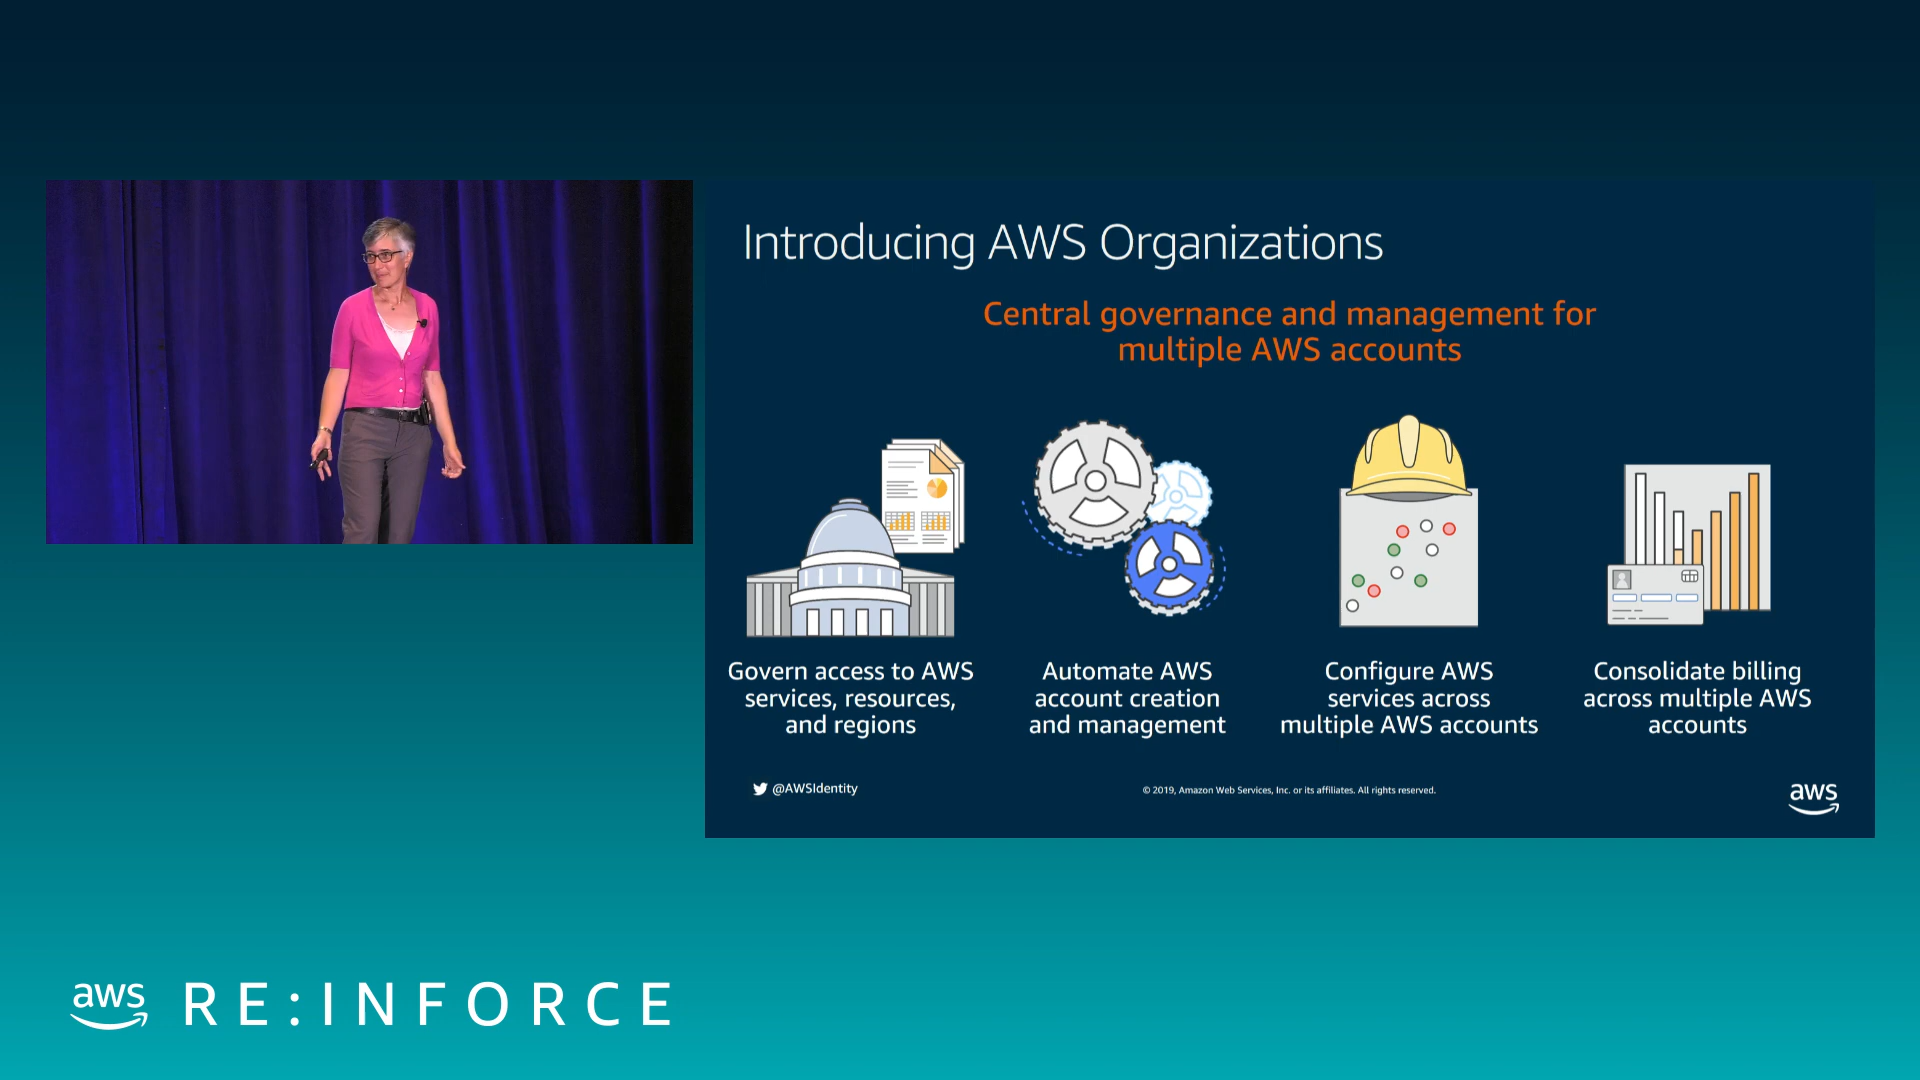 Introducing AWS Organizations
Central governance and management for
multiple AWS accounts
Govern access to AWS
services, resources,
and regions
Automate AWS
account creation
and management
Configure AWS
services across
multiple AWS accounts
Consolidate billing
across multiple AWS
accounts
@AWSIdentity
© 2019, Amazon Web Services, Inc. or its affiliates. All rights reserved.
aws
aws RE:INFORCE